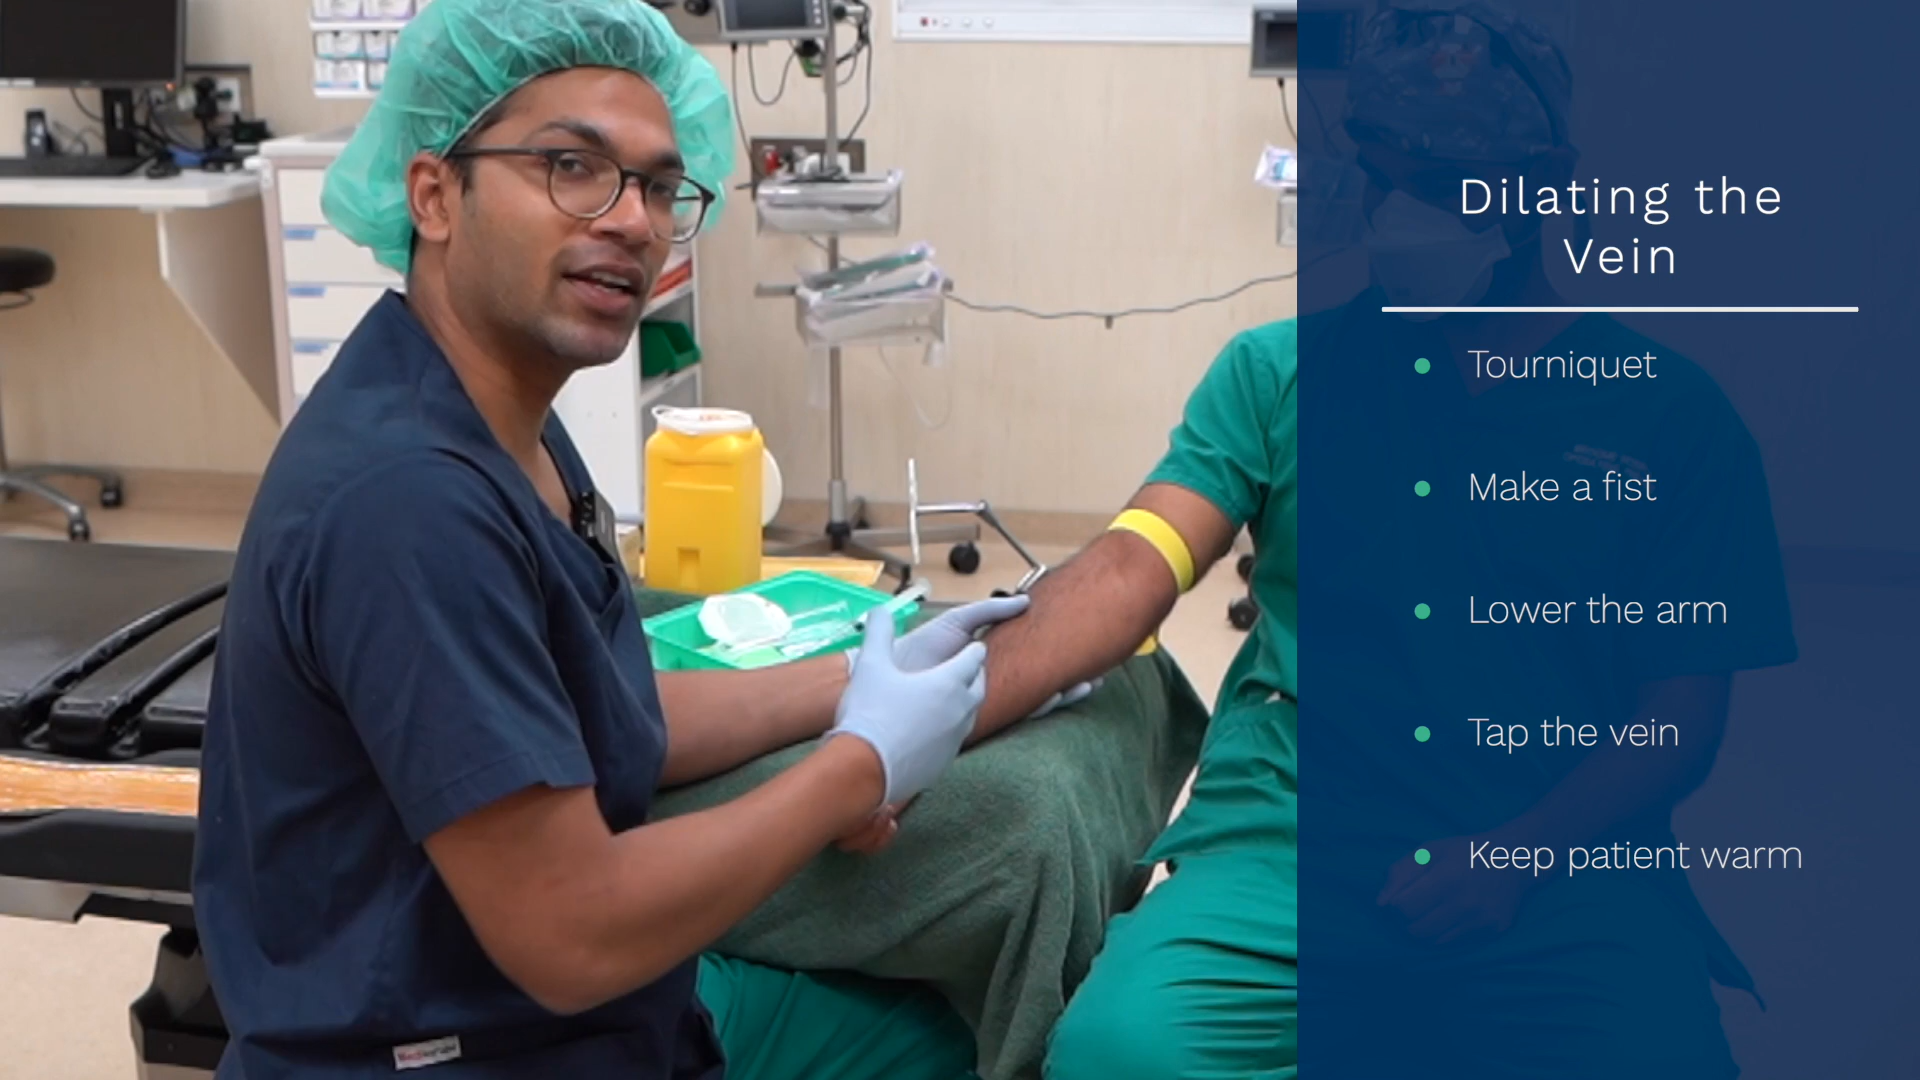 Dilating the
Vein
Tourniquet
Make a fist
Lower the arm
Tap the vein
Keep patient warm